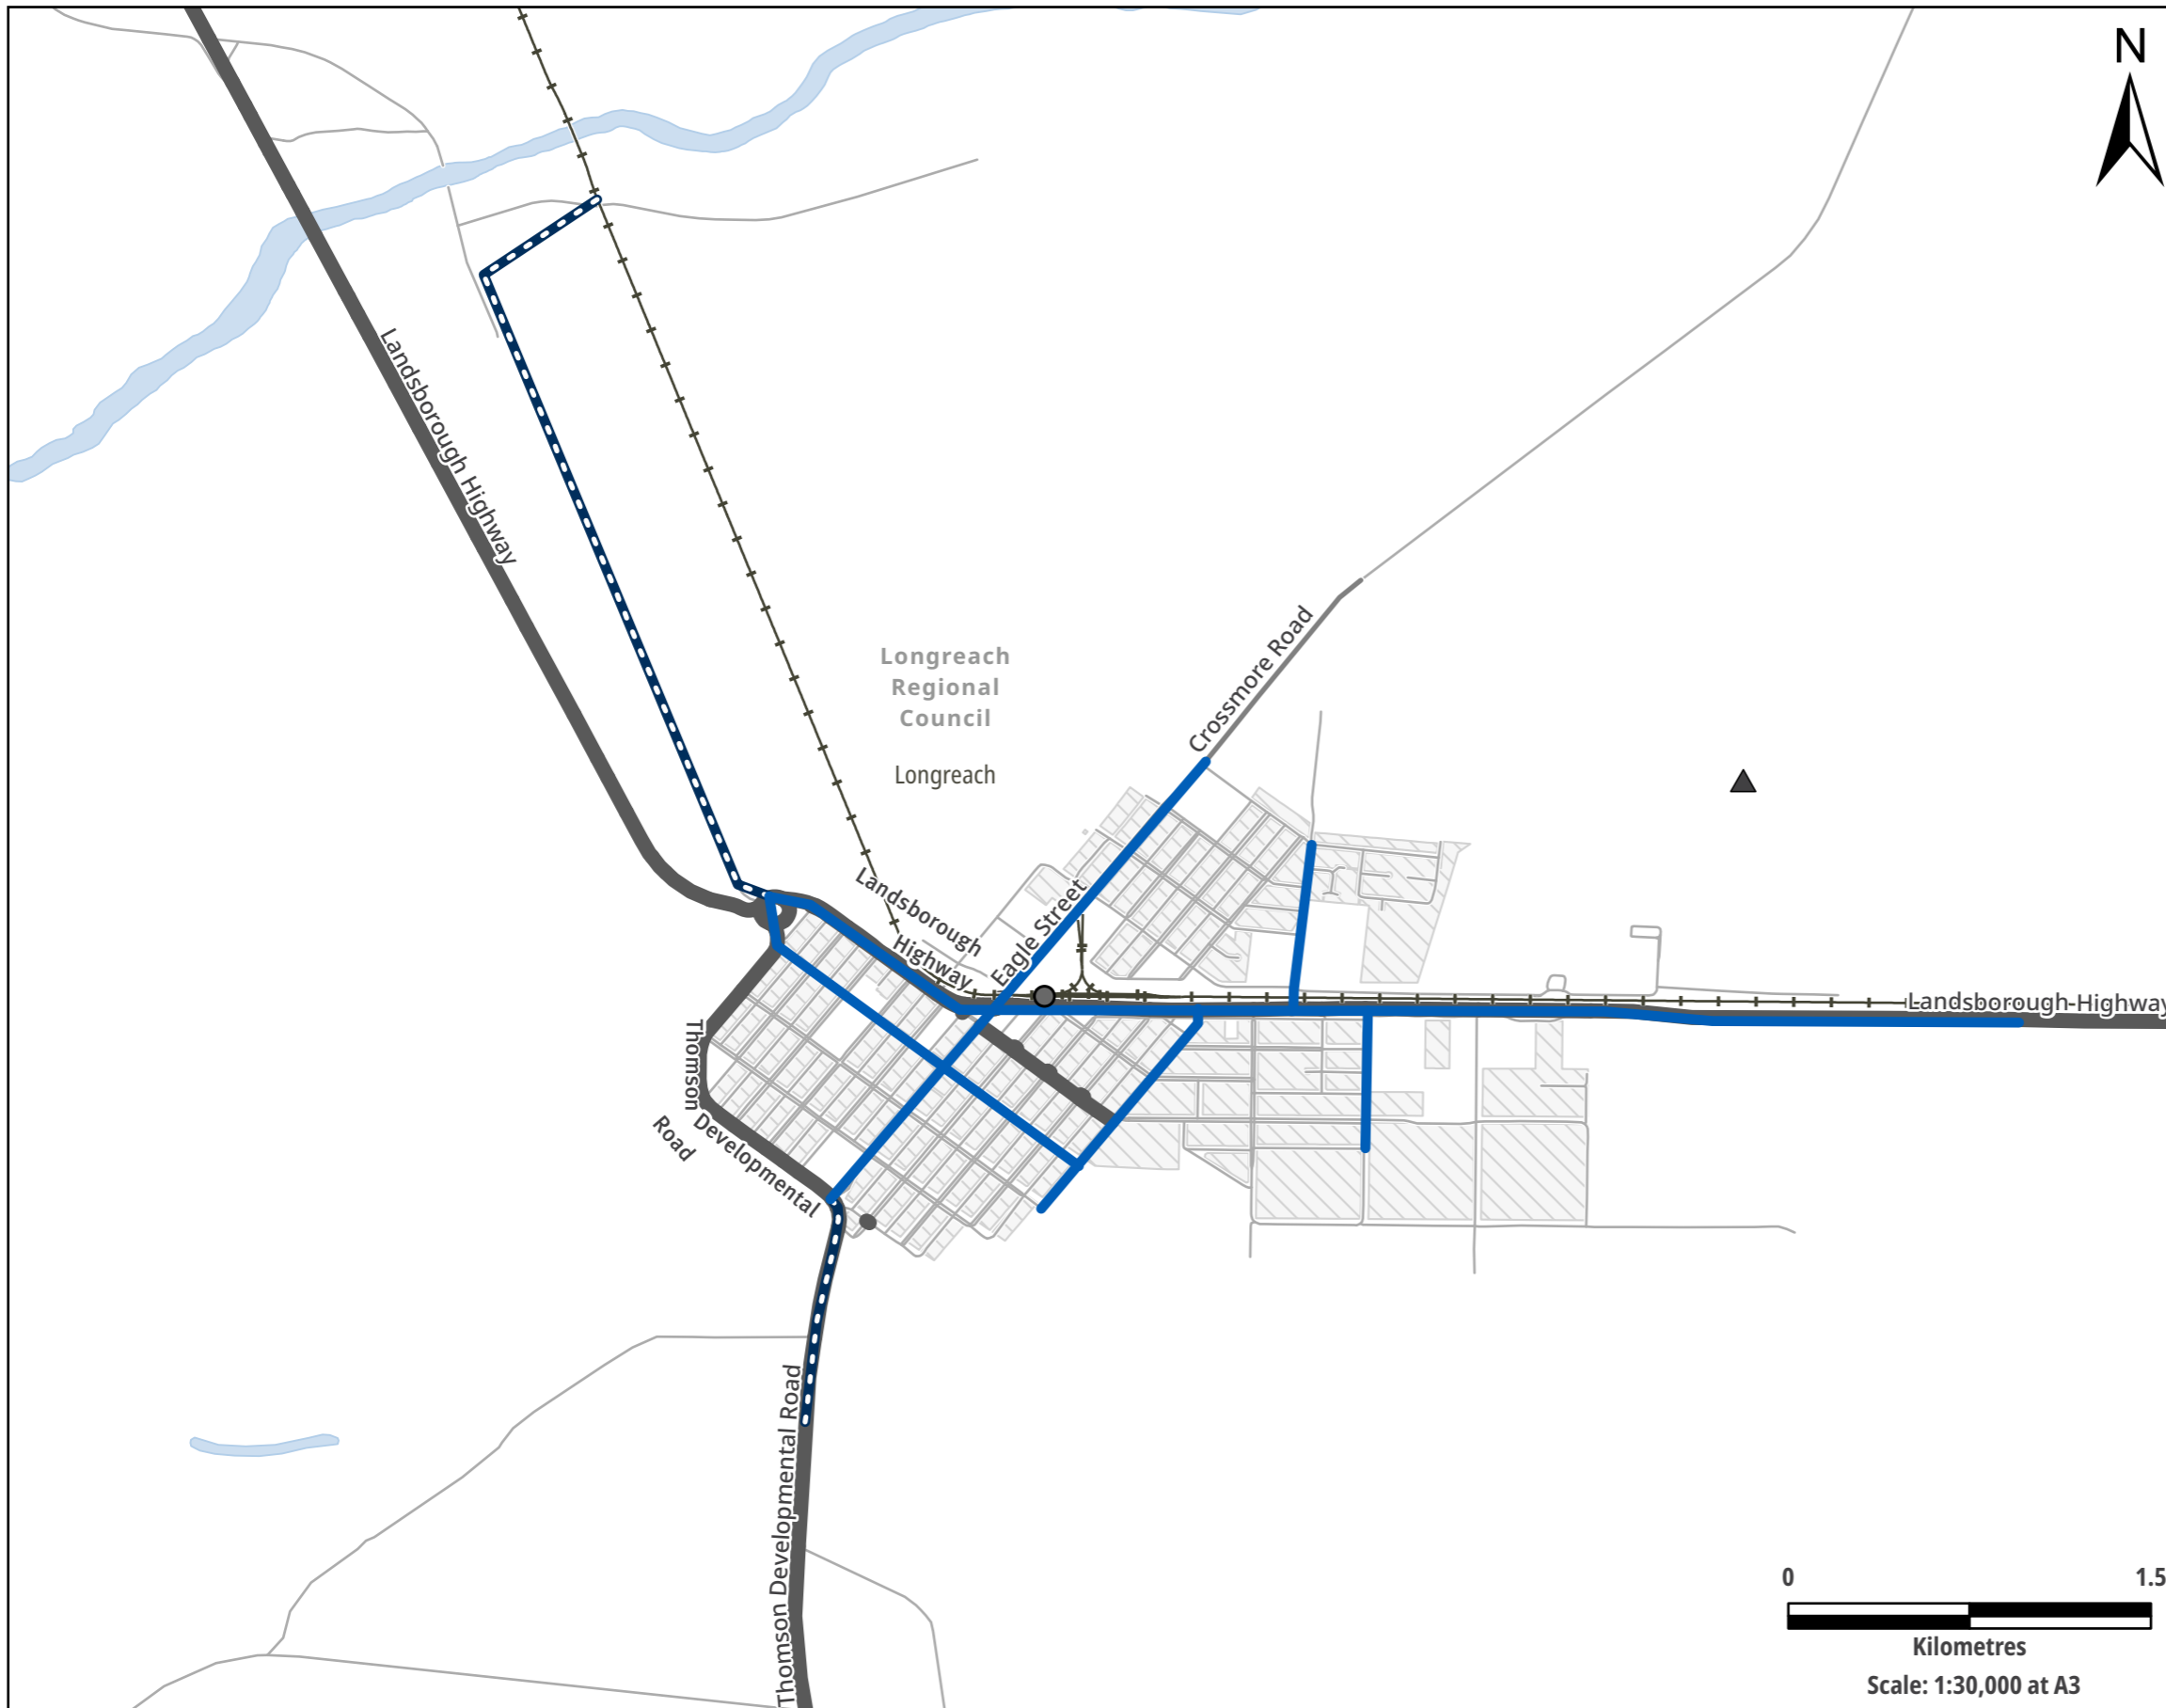 N
Landsborough Highway
Crossmore Road
Longreach
Regional
Council
Longreach
Landsborough
Highway
Eagle Street
Landsborough Highway
Thomson
Developmental
Road
Thomson Developmental Road
0 1.5
Kilometres
Scale: 1:30,000 at A3